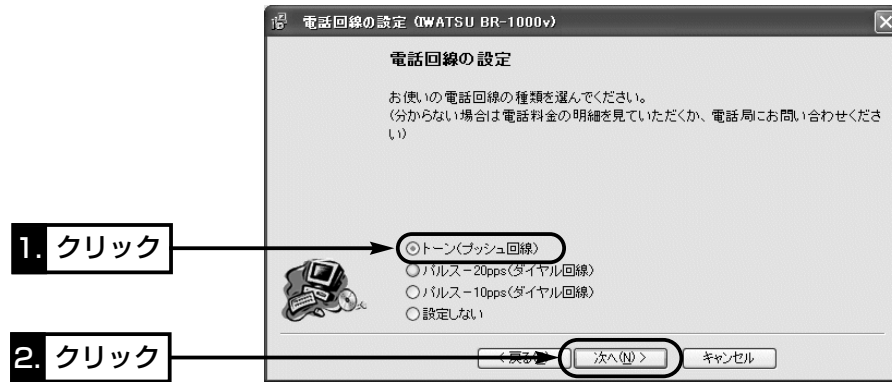 電話回線の設定 (IWATSU BR-1000v)
電話回線の設定
お使いの電話回線の種類を選んでください。
(分からない場合は電話料金の明細を見ていただくか、電話局にお問い合わせくださ
い)
1. クリック
トーン(プッシュ回線)
パルス－20pps(ダイヤル回線)
パルス－10pps(ダイヤル回線)
設定しない
2. クリック
< 戻る 次へ(N) > キャンセル